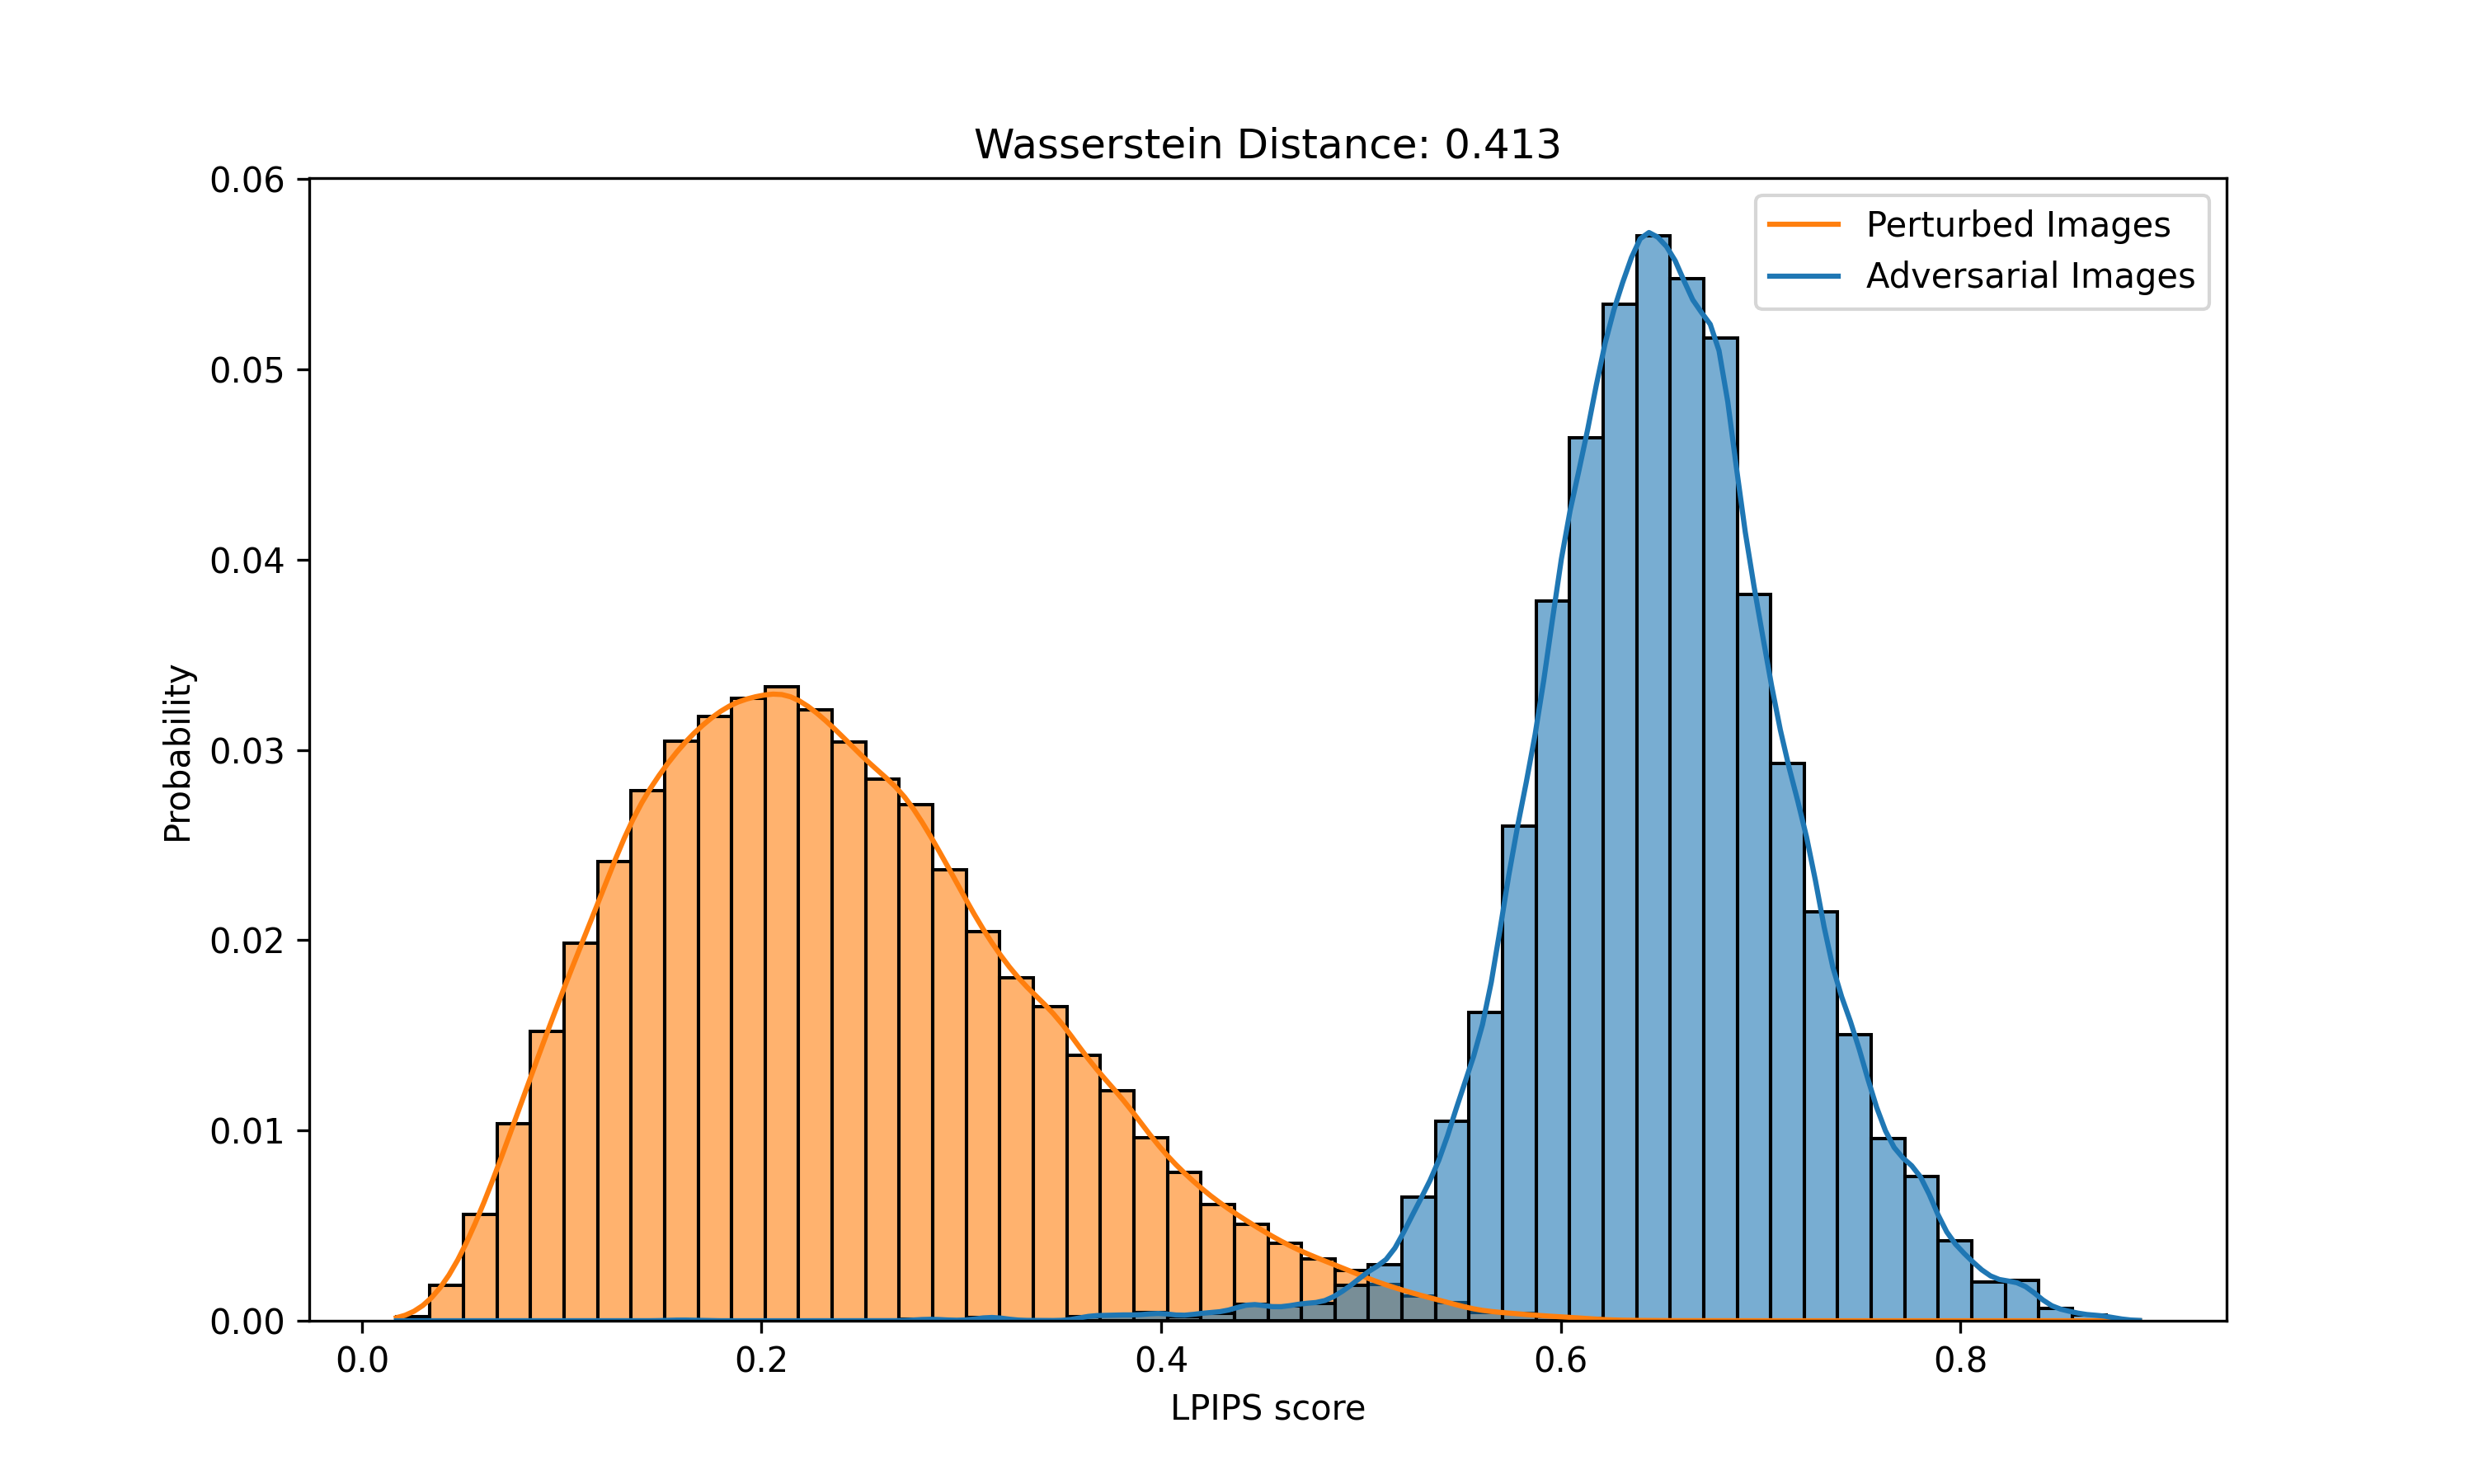 Wasserstein Distance: 0.413
Perturbed Images
Adversarial Images
0.06
0.05
0.04
0.03
0.02
0.01
0.00
Probability
0.0 0.2 0.4 0.6 0.8
LPIPS score